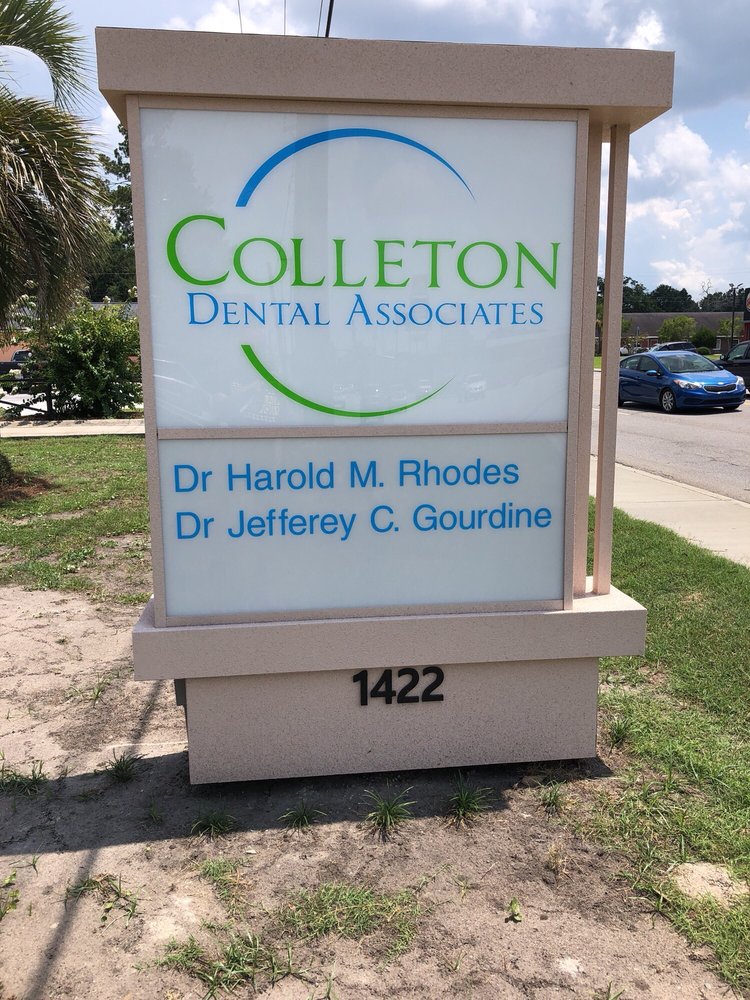 COLLETON
DENTAL ASSOCIATES
Dr Harold M. Rhodes
Dr Jefferey C. Gourdine
1422